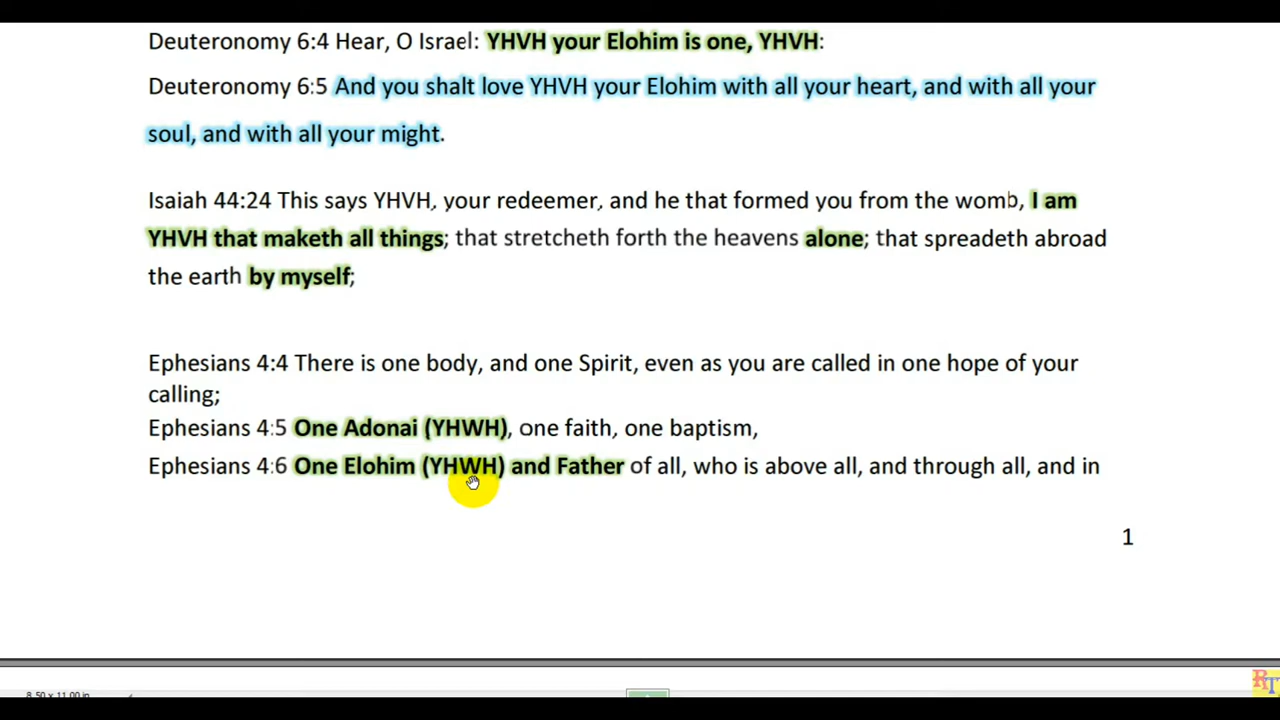 Deuteronomy 6:4 Hear, O Israel: YHVH your Elohim is one, YHVH:
Deuteronomy 6:5 And you shalt love YHVH your Elohim with all your heart, and with all your
soul, and with all your might.
Isaiah 44:24 This says YHVH, your redeemer, and he that formed you from the womb, I am
YHVH that maketh all things; that stretcheth forth the heavens alone; that spreadeth abroad
the earth by myself;
Ephesians 4:4 There is one body, and one Spirit, even as you are called in one hope of your
calling;
Ephesians 4:5 One Adonai (YHWH), one faith, one baptism,
Ephesians 4:6 One Elohim (YHWH) and Father of all, who is above all, and through all, and in
1
8.50 x 11.00 in
RT